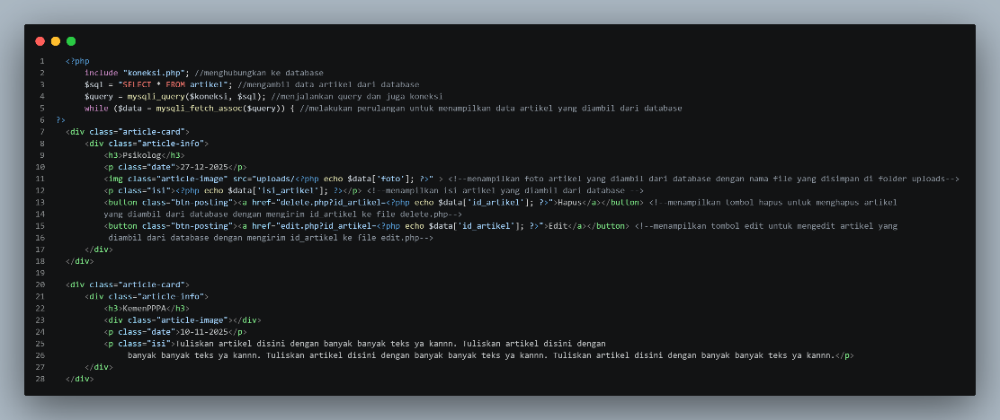 1 <?php
2 include "koneksi.php"; //menghubungkan ke database
3 $sql = "SELECT * FROM artikel"; //mengambil data artikel dari database
4 $query = mysqli_query($koneksi, $sql); //menjalankan query dan juga koneksi
5 while ($data = mysqli_fetch_assoc($query)) { //melakukan perulangan untuk menampilkan data artikel yang diambil dari database
6 ?>
7 <div class="article-card">
8 <div class="article-info">
9 <h3>Psikolog</h3>
10 <p class="date">27-12-2025</p>
11 <img class="article-image" src="uploads/<?php echo $data['foto']; ?>" > <!--menampilkan foto artikel yang diambil dari database dengan nama file yang disimpan di folder uploads-->
12 <p class="isi"><?php echo $data['isi_artikel']; ?></p> <!--menampilkan isi artikel yang diambil dari database -->
13 <button class="btn-posting"><a href="delete.php?id_artikel=<?php echo $data['id_artikel']; ?>">Hapus</a></button> <!--menampilkan tombol hapus untuk menghapus artikel
14 yang diambil dari database dengan mengirim id_artikel ke file delete.php-->
15 <button class="btn-posting"><a href="edit.php?id_artikel=<?php echo $data['id_artikel']; ?>">Edit</a></button> <!--menampilkan tombol edit untuk mengedit artikel yang
16 diambil dari database dengan mengirim id_artikel ke file edit.php-->
17 </div>
18 </div>
19
20 <div class="article-card">
21 <div class="article-info">
22 <h3>KemenPPPA</h3>
23 <div class="article-image"></div>
24 <p class="date">10-11-2025</p>
25 <p class="isi">Tuliskan artikel disini dengan banyak banyak teks ya kannn. Tuliskan artikel disini dengan
26 banyak banyak teks ya kannn. Tuliskan artikel disini dengan banyak banyak teks ya kannn. Tuliskan artikel disini dengan banyak banyak teks ya kannn.</p>
27 </div>
28 </div>